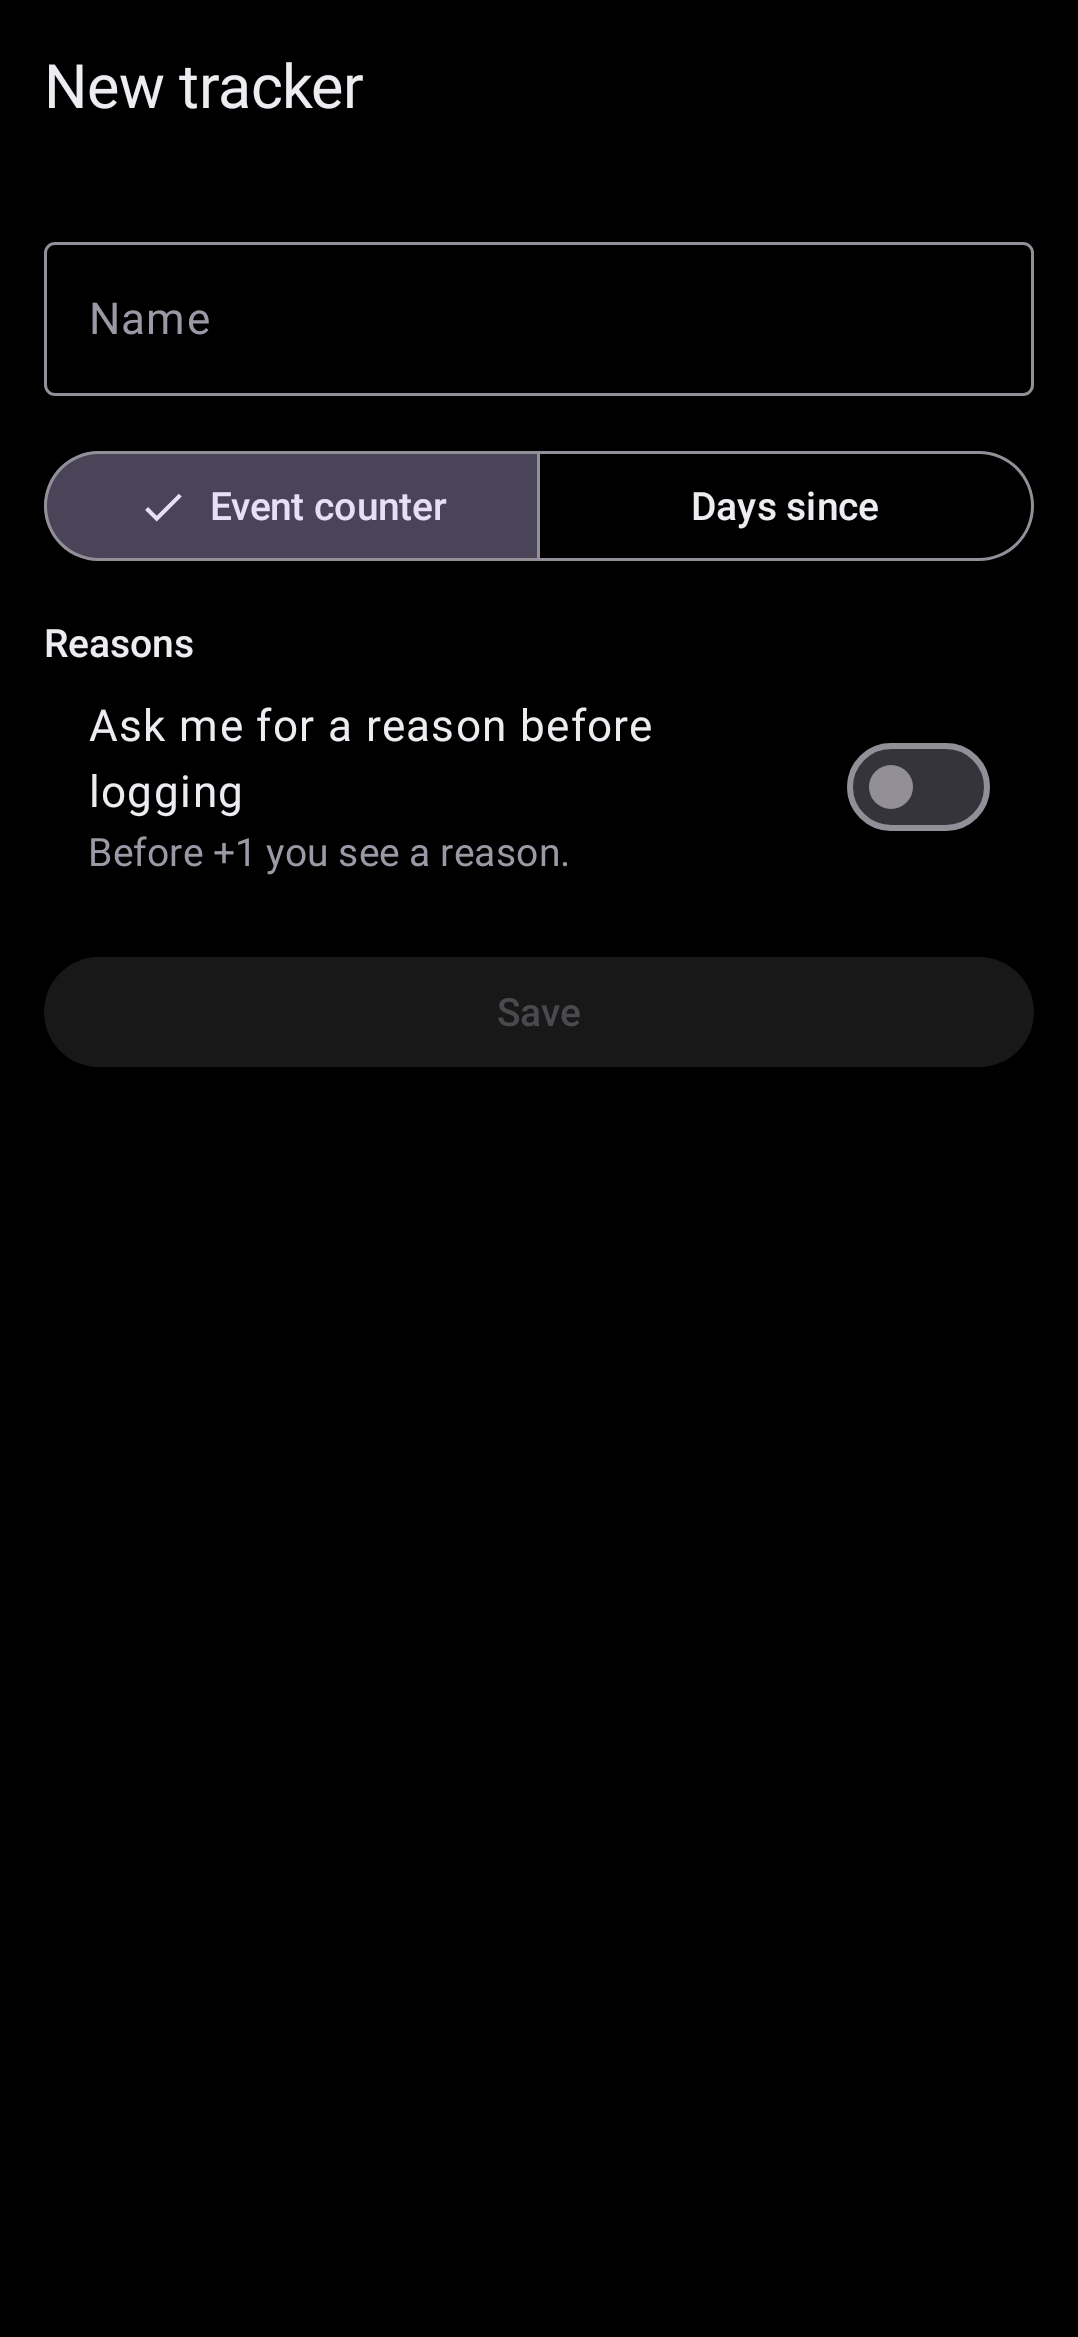 New tracker
Name
Event counter
Days since
Reasons
Ask me for a reason before
logging
Before +1 you see a reason.
Save